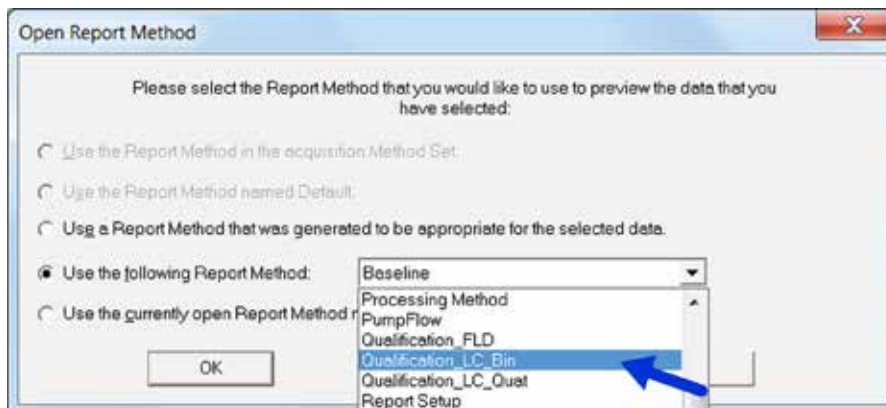 Open Report Method
Please select the Report Method that you would like to use to preview the data that you
have selected:
Use the Report Method in the acquisition Method Set.
Use the Report Method named Default.
Use a Report Method that was generated to be appropriate for the selected data.
Use the following Report Method:
Baseline
Processing Method
PumpFlow
Use the currently open Report Method
Qualification_FLD
Qualification_LC_Bin
OK
Qualification_LC_Quat
Report Setup